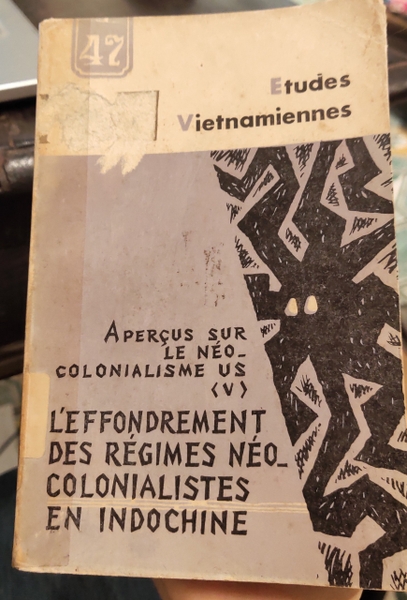 47
Etudes
Vietnamiennes
APERÇUS SUR
LE NÉO_
COLONIALISME US
<V>
L'EFFONDREMENT
DES RÉGIMES NÉO_
COLONIALISTES
EN INDOCHINE